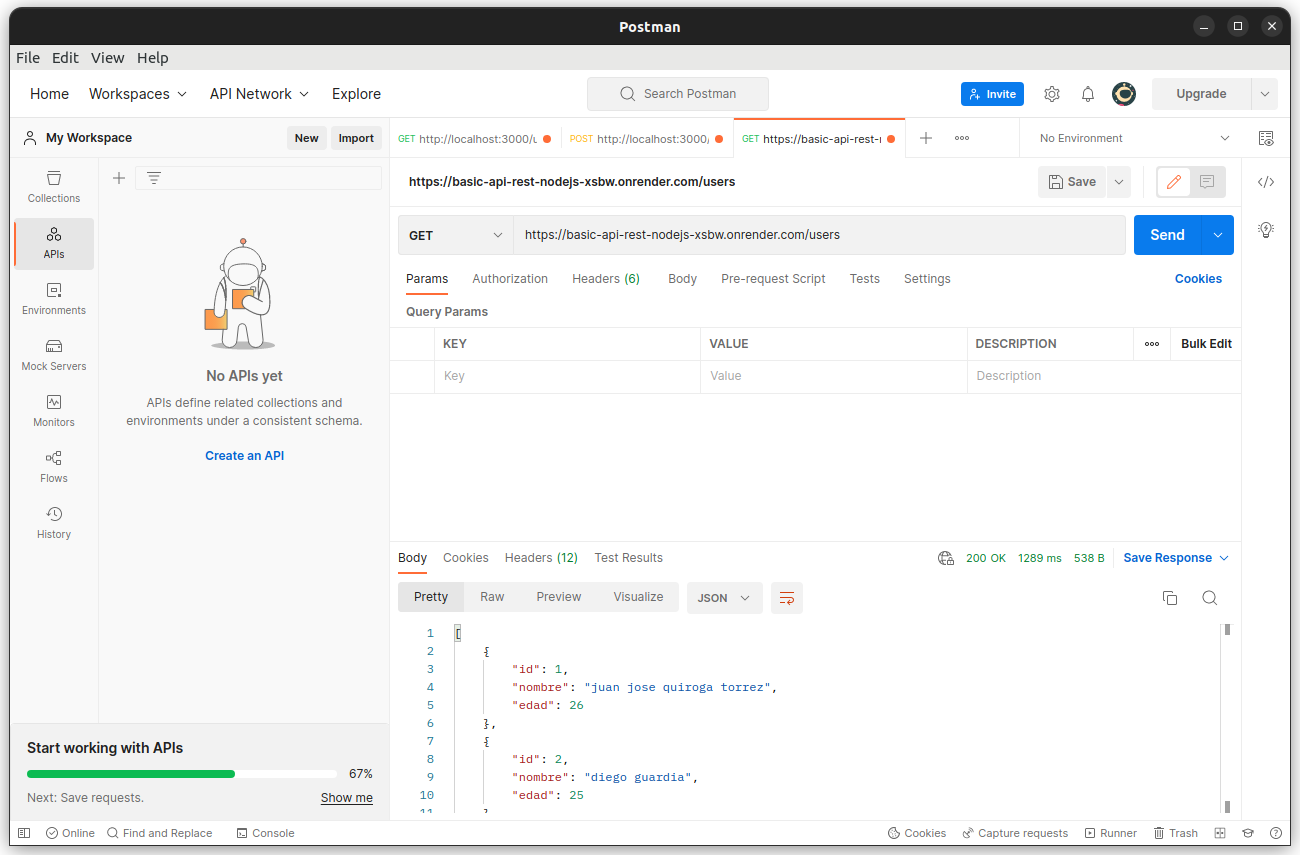 Postman
File Edit View Help
Home Workspaces API Network Explore Search Postman Invite Upgrade
My Workspace New Import
GET http://localhost:3000/u POST http://localhost:3000/ GET https://basic-api-rest-r No Environment
https://basic-api-rest-nodejs-xsbw.onrender.com/users Save
GET https://basic-api-rest-nodejs-xsbw.onrender.com/users Send
Params Authorization Headers (6) Body Pre-request Script Tests Settings Cookies
Query Params
KEY VALUE DESCRIPTION Bulk Edit
Key Value Description
Collections
APIs
Environments
Mock Servers
Monitors
Flows
History
No APIs yet
APIs define related collections and
environments under a consistent schema.
Create an API
Start working with APIs
67%
Next: Save requests. Show me
Body Cookies Headers (12) Test Results 200 OK 1289 ms 538 B Save Response
Pretty Raw Preview Visualize JSON
1 [
2 {
3 "id": 1,
4 "nombre": "juan jose quiroga torrez",
5 "edad": 26
6 },
7 {
8 "id": 2,
9 "nombre": "diego guardia",
10 "edad": 25
11 }
Online Find and Replace Console Cookies Capture requests Runner Trash